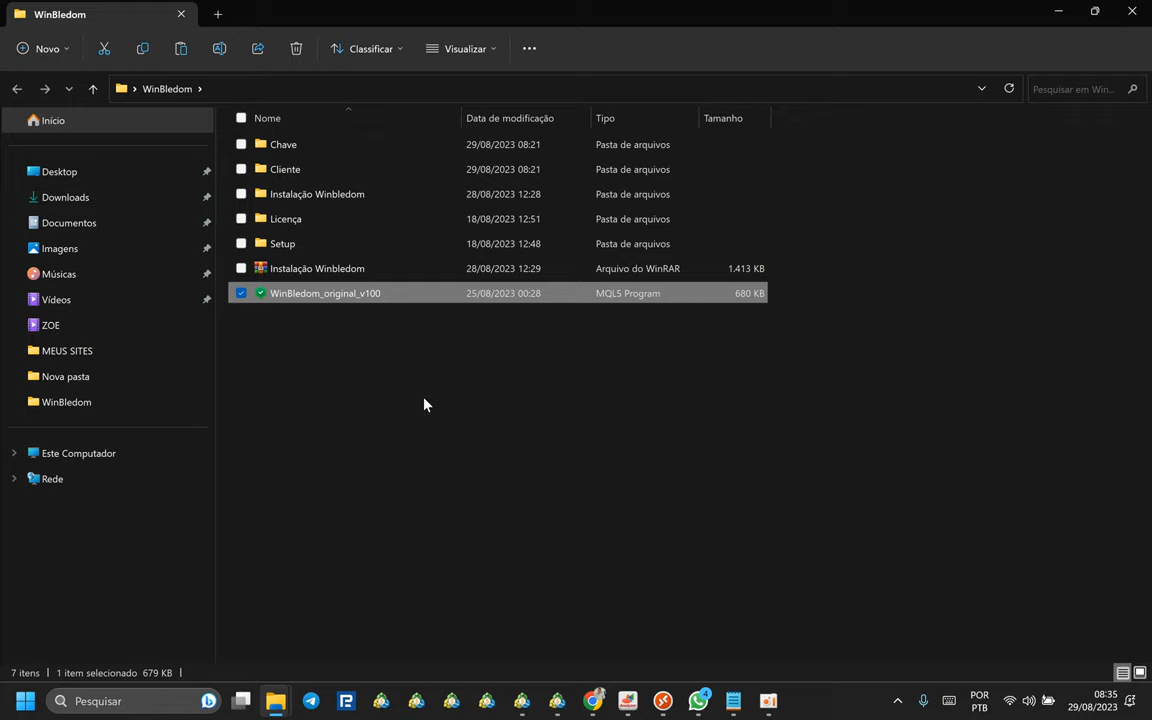 WinBledom
Novo
Classificar
Visualizar
WinBledom
Pesquisar em Win...
Início
Desktop
Downloads
Documentos
Imagens
Músicas
Vídeos
ZOE
MEUS SITES
Nova pasta
WinBledom
Este Computador
Rede
Nome Data de modificação Tipo Tamanho
Chave 29/08/2023 08:21 Pasta de arquivos
Cliente 29/08/2023 08:21 Pasta de arquivos
Instalação Winbledom 28/08/2023 12:28 Pasta de arquivos
Licença 18/08/2023 12:51 Pasta de arquivos
Setup 18/08/2023 12:48 Pasta de arquivos
Instalação Winbledom 28/08/2023 12:29 Arquivo do WinRAR 1.413 KB
WinBledom_original_v100 25/08/2023 00:28 MQL5 Program 680 KB
7 itens 1 item selecionado 679 KB
Pesquisar
4
POR
PTB
08:35
29/08/2023